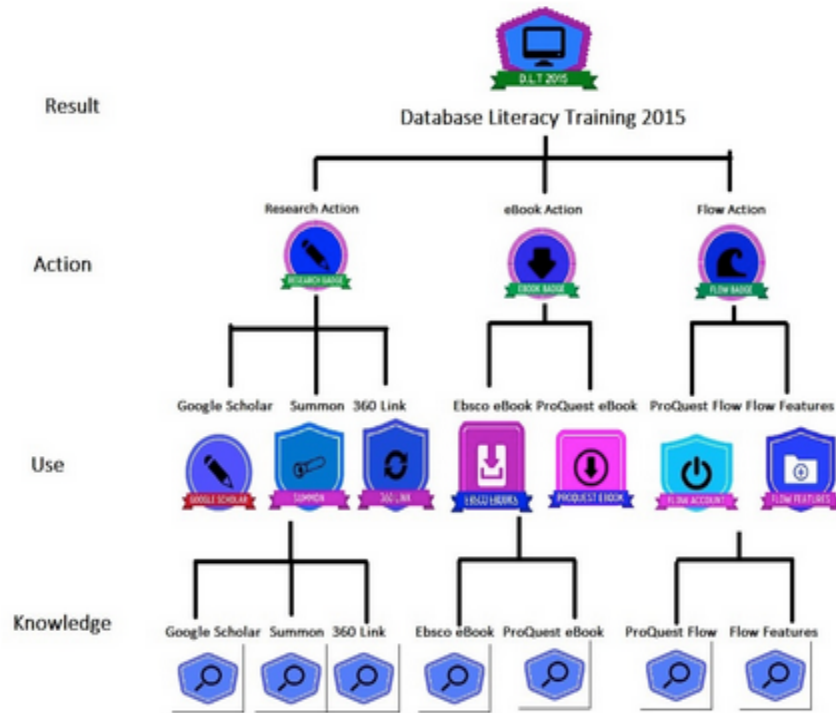 D.L.T 2015
Result
Database Literacy Training 2015
Research Action eBook Action Flow Action
Action
RESEARCH BADGE EBOOK BADGE FLOW BADGE
Google Scholar Summon 360 Link Ebsco eBook ProQuest eBook ProQuest Flow Flow Features
Use
GOOGLE SCHOLAR SUMMON 360 LINK EBSCO EBOOKS PROQUEST EBOOK FLOW ACCOUNT FLOW FEATURES
Knowledge
Google Scholar Summon 360 Link Ebsco eBook ProQuest eBook ProQuest Flow Flow Features